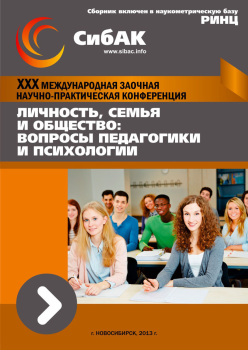 Сборник включен в наукометрическую базу
РИНЦ
СибАК
www.sibac.info
XXX МЕЖДУНАРОДНАЯ ЗАОЧНАЯ
НАУЧНО-ПРАКТИЧЕСКАЯ КОНФЕРЕНЦИЯ
ЛИЧНОСТЬ, СЕМЬЯ
И ОБЩЕСТВО:
ВОПРОСЫ ПЕДАГОГИКИ
И ПСИХОЛОГИИ
г. НОВОСИБИРСК, 2013 г.